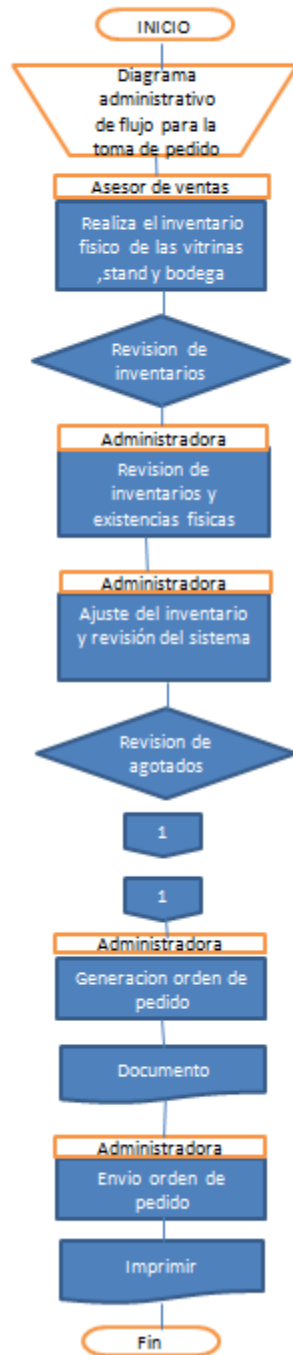 INICIO
Diagrama
administrativo
de flujo para la
toma de pedido
Asesor de ventas
Realiza el inventario
fisico de las vitrinas
,stand y bodega
Revision de
inventarios
Administradora
Revision de
inventarios y
existencias fisicas
Administradora
Ajuste del inventario
y revisión del sistema
Revision de
agotados
1
1
Administradora
Generacion orden de
pedido
Documento
Administradora
Envio orden de
pedido
Imprimir
Fin